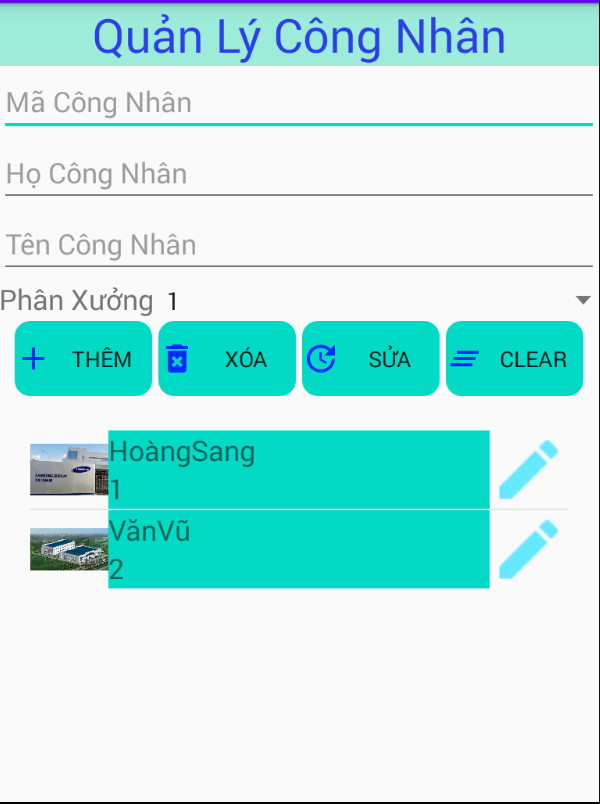 Quản Lý Công Nhân
Mã Công Nhân
Họ Công Nhân
Tên Công Nhân
Phân Xưởng 1
THÊM XÓA SỬA CLEAR
HoàngSang
1
VănVũ
2